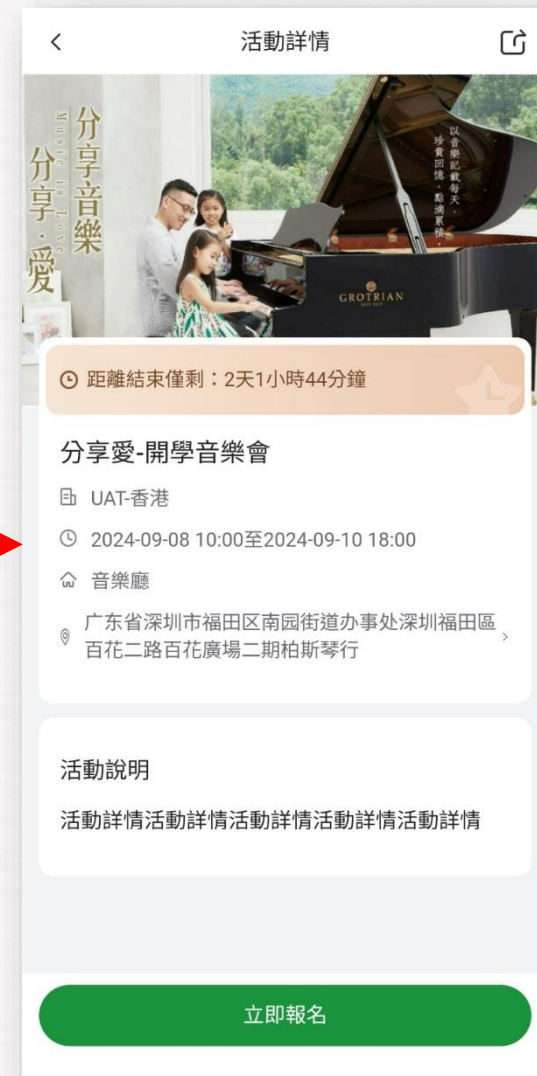 活動詳情
分享音樂
Music is Love
分享．愛
以音樂記載每天，
珍貴回憶．點滴累積。
GROTRIAN
距離結束僅剩：2天1小時44分鐘
分享愛-開學音樂會
UAT-香港
2024-09-08 10:00至2024-09-10 18:00
音樂廳
广东省深圳市福田区南园街道办事处深圳福田區
百花二路百花廣場二期柏斯琴行
活動說明
活動詳情活動詳情活動詳情活動詳情活動詳情
立即報名